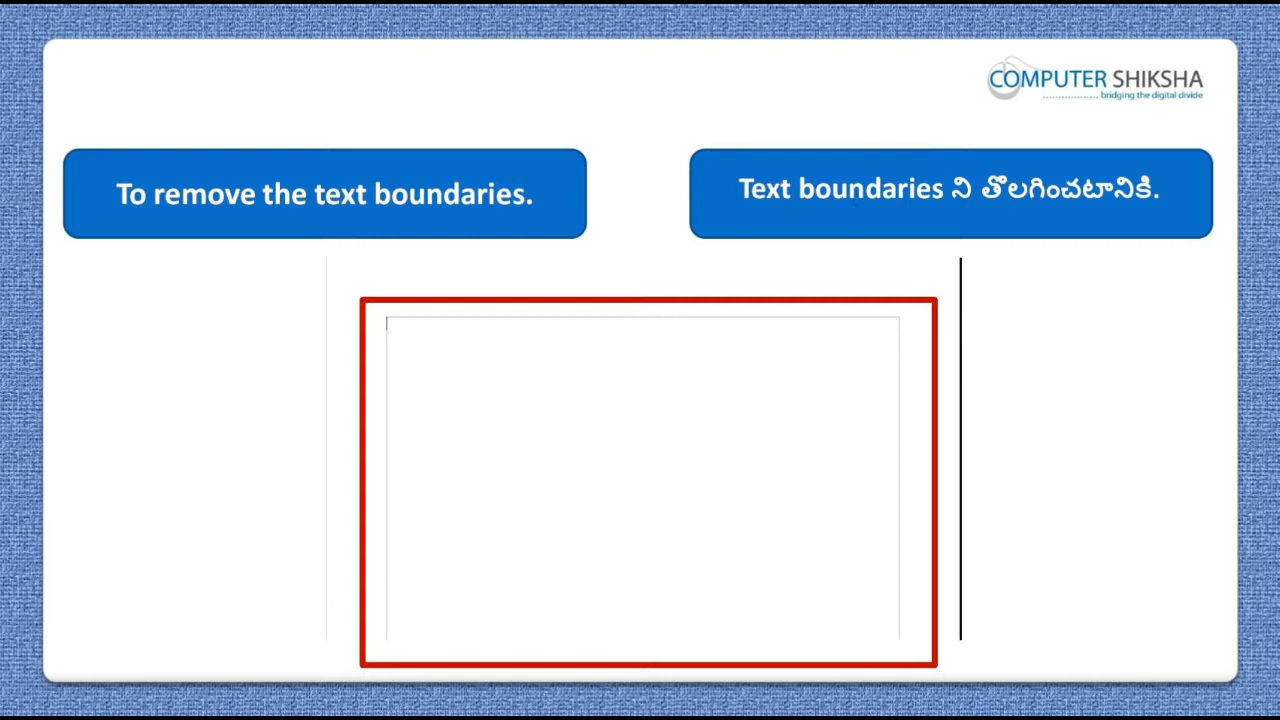 COMPUTER SHIKSHA
bridging the digital divide
To remove the text boundaries.
Text boundaries ని తొలగించటానికి.